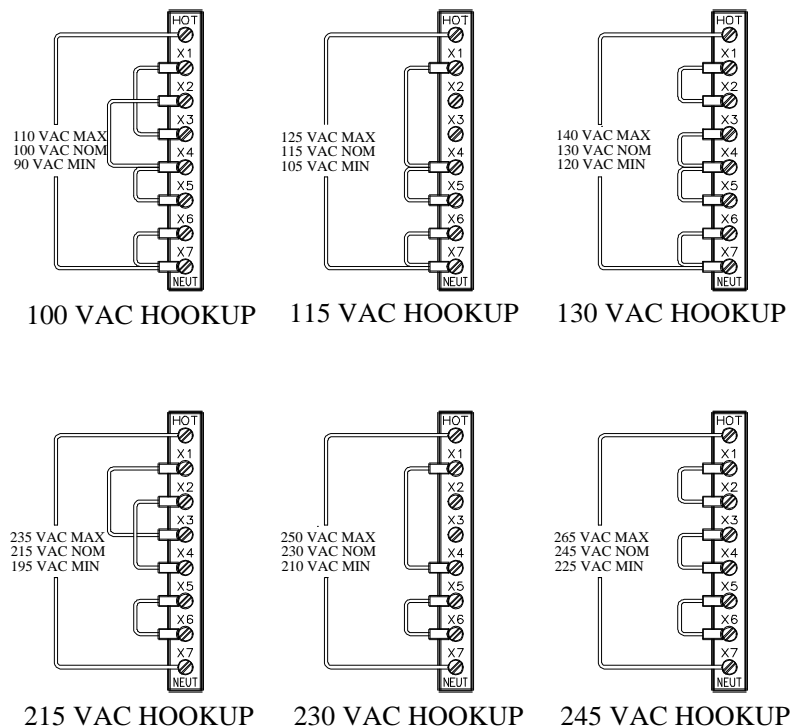 HOT
X1
X2
X3
X4
X5
X6
X7
NEUT
110 VAC MAX
100 VAC NOM
90 VAC MIN
100 VAC HOOKUP
HOT
X1
X2
X3
X4
X5
X6
X7
NEUT
125 VAC MAX
115 VAC NOM
105 VAC MIN
115 VAC HOOKUP
HOT
X1
X2
X3
X4
X5
X6
X7
NEUT
140 VAC MAX
130 VAC NOM
120 VAC MIN
130 VAC HOOKUP
HOT
X1
X2
X3
X4
X5
X6
X7
NEUT
235 VAC MAX
215 VAC NOM
195 VAC MIN
215 VAC HOOKUP
HOT
X1
X2
X3
X4
X5
X6
X7
NEUT
250 VAC MAX
230 VAC NOM
210 VAC MIN
230 VAC HOOKUP
HOT
X1
X2
X3
X4
X5
X6
X7
NEUT
265 VAC MAX
245 VAC NOM
225 VAC MIN
245 VAC HOOKUP